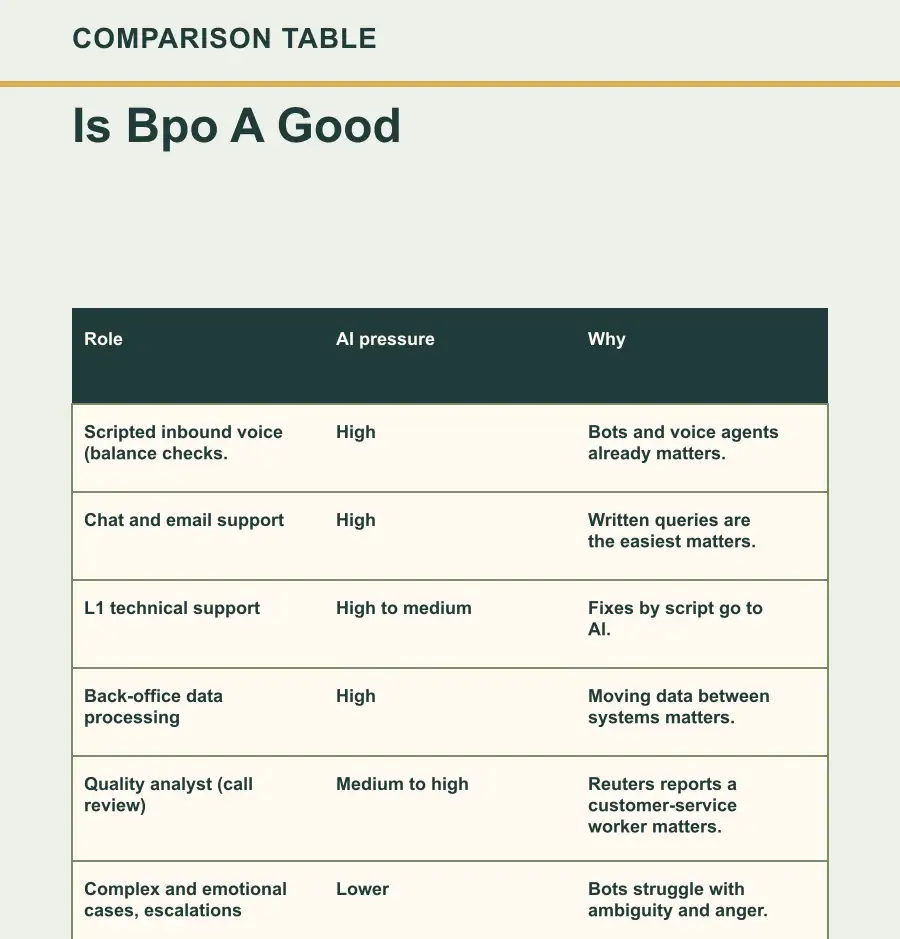 COMPARISON TABLE
Is Bpo A Good
Role
AI pressure
Why
Scripted inbound voice
(balance checks.
High
Bots and voice agents
already matters.
Chat and email support
High
Written queries are
the easiest matters.
L1 technical support
High to medium
Fixes by script go to
AI.
Back-office data
processing
High
Moving data between
systems matters.
Quality analyst (call
review)
Medium to high
Reuters reports a
customer-service
worker matters.
Complex and emotional
cases, escalations
Lower
Bots struggle with
ambiguity and anger.